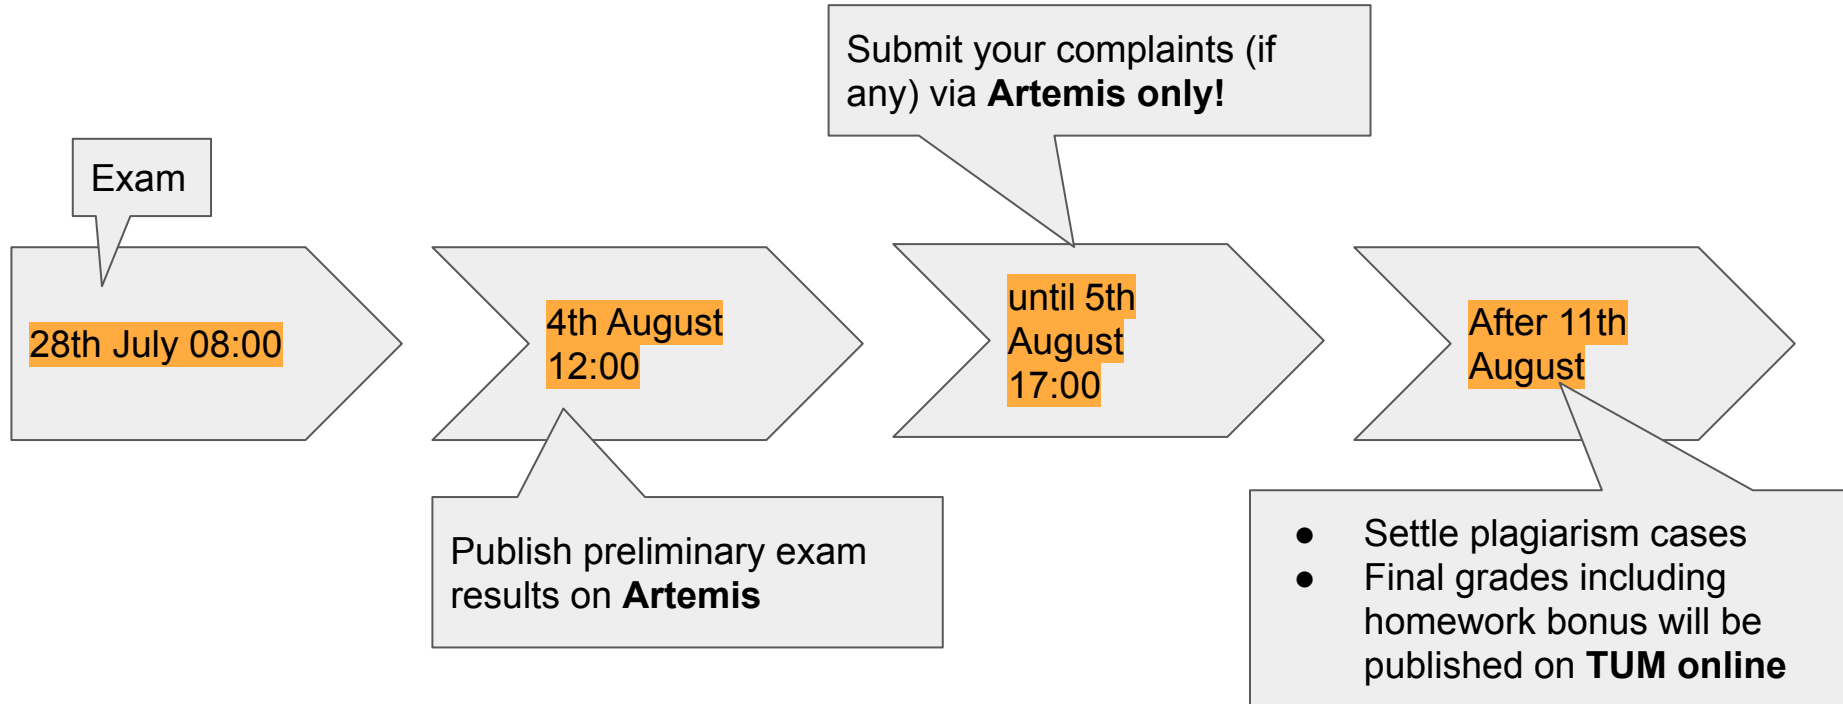 Submit your complaints (if
any) via Artemis only!
Exam
28th July 08:00
4th August
12:00
until 5th
August
17:00
After 11th
August
Publish preliminary exam
results on Artemis
● Settle plagiarism cases
● Final grades including
homework bonus will be
published on TUM online